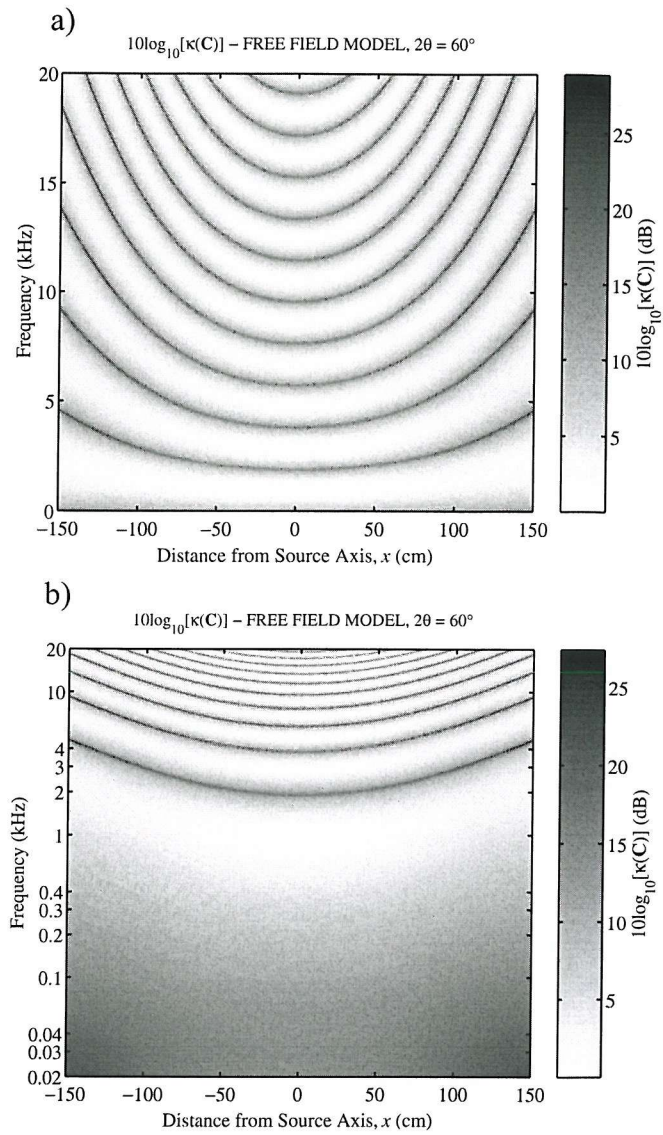 a)
10log10[κ(C)] − FREE FIELD MODEL, 2θ = 60°
20
15
10
5
0
Frequency (kHz)
−150 −100 −50 0 50 100 150
Distance from Source Axis, x (cm)
25
20
15
10
5
10log10[κ(C)] (dB)
b)
10log10[κ(C)] − FREE FIELD MODEL, 2θ = 60°
20
10
4
3
2
1
0.4
0.3
0.2
0.1
0.04
0.03
0.02
Frequency (kHz)
−150 −100 −50 0 50 100 150
Distance from Source Axis, x (cm)
25
20
15
10
5
10log10[κ(C)] (dB)